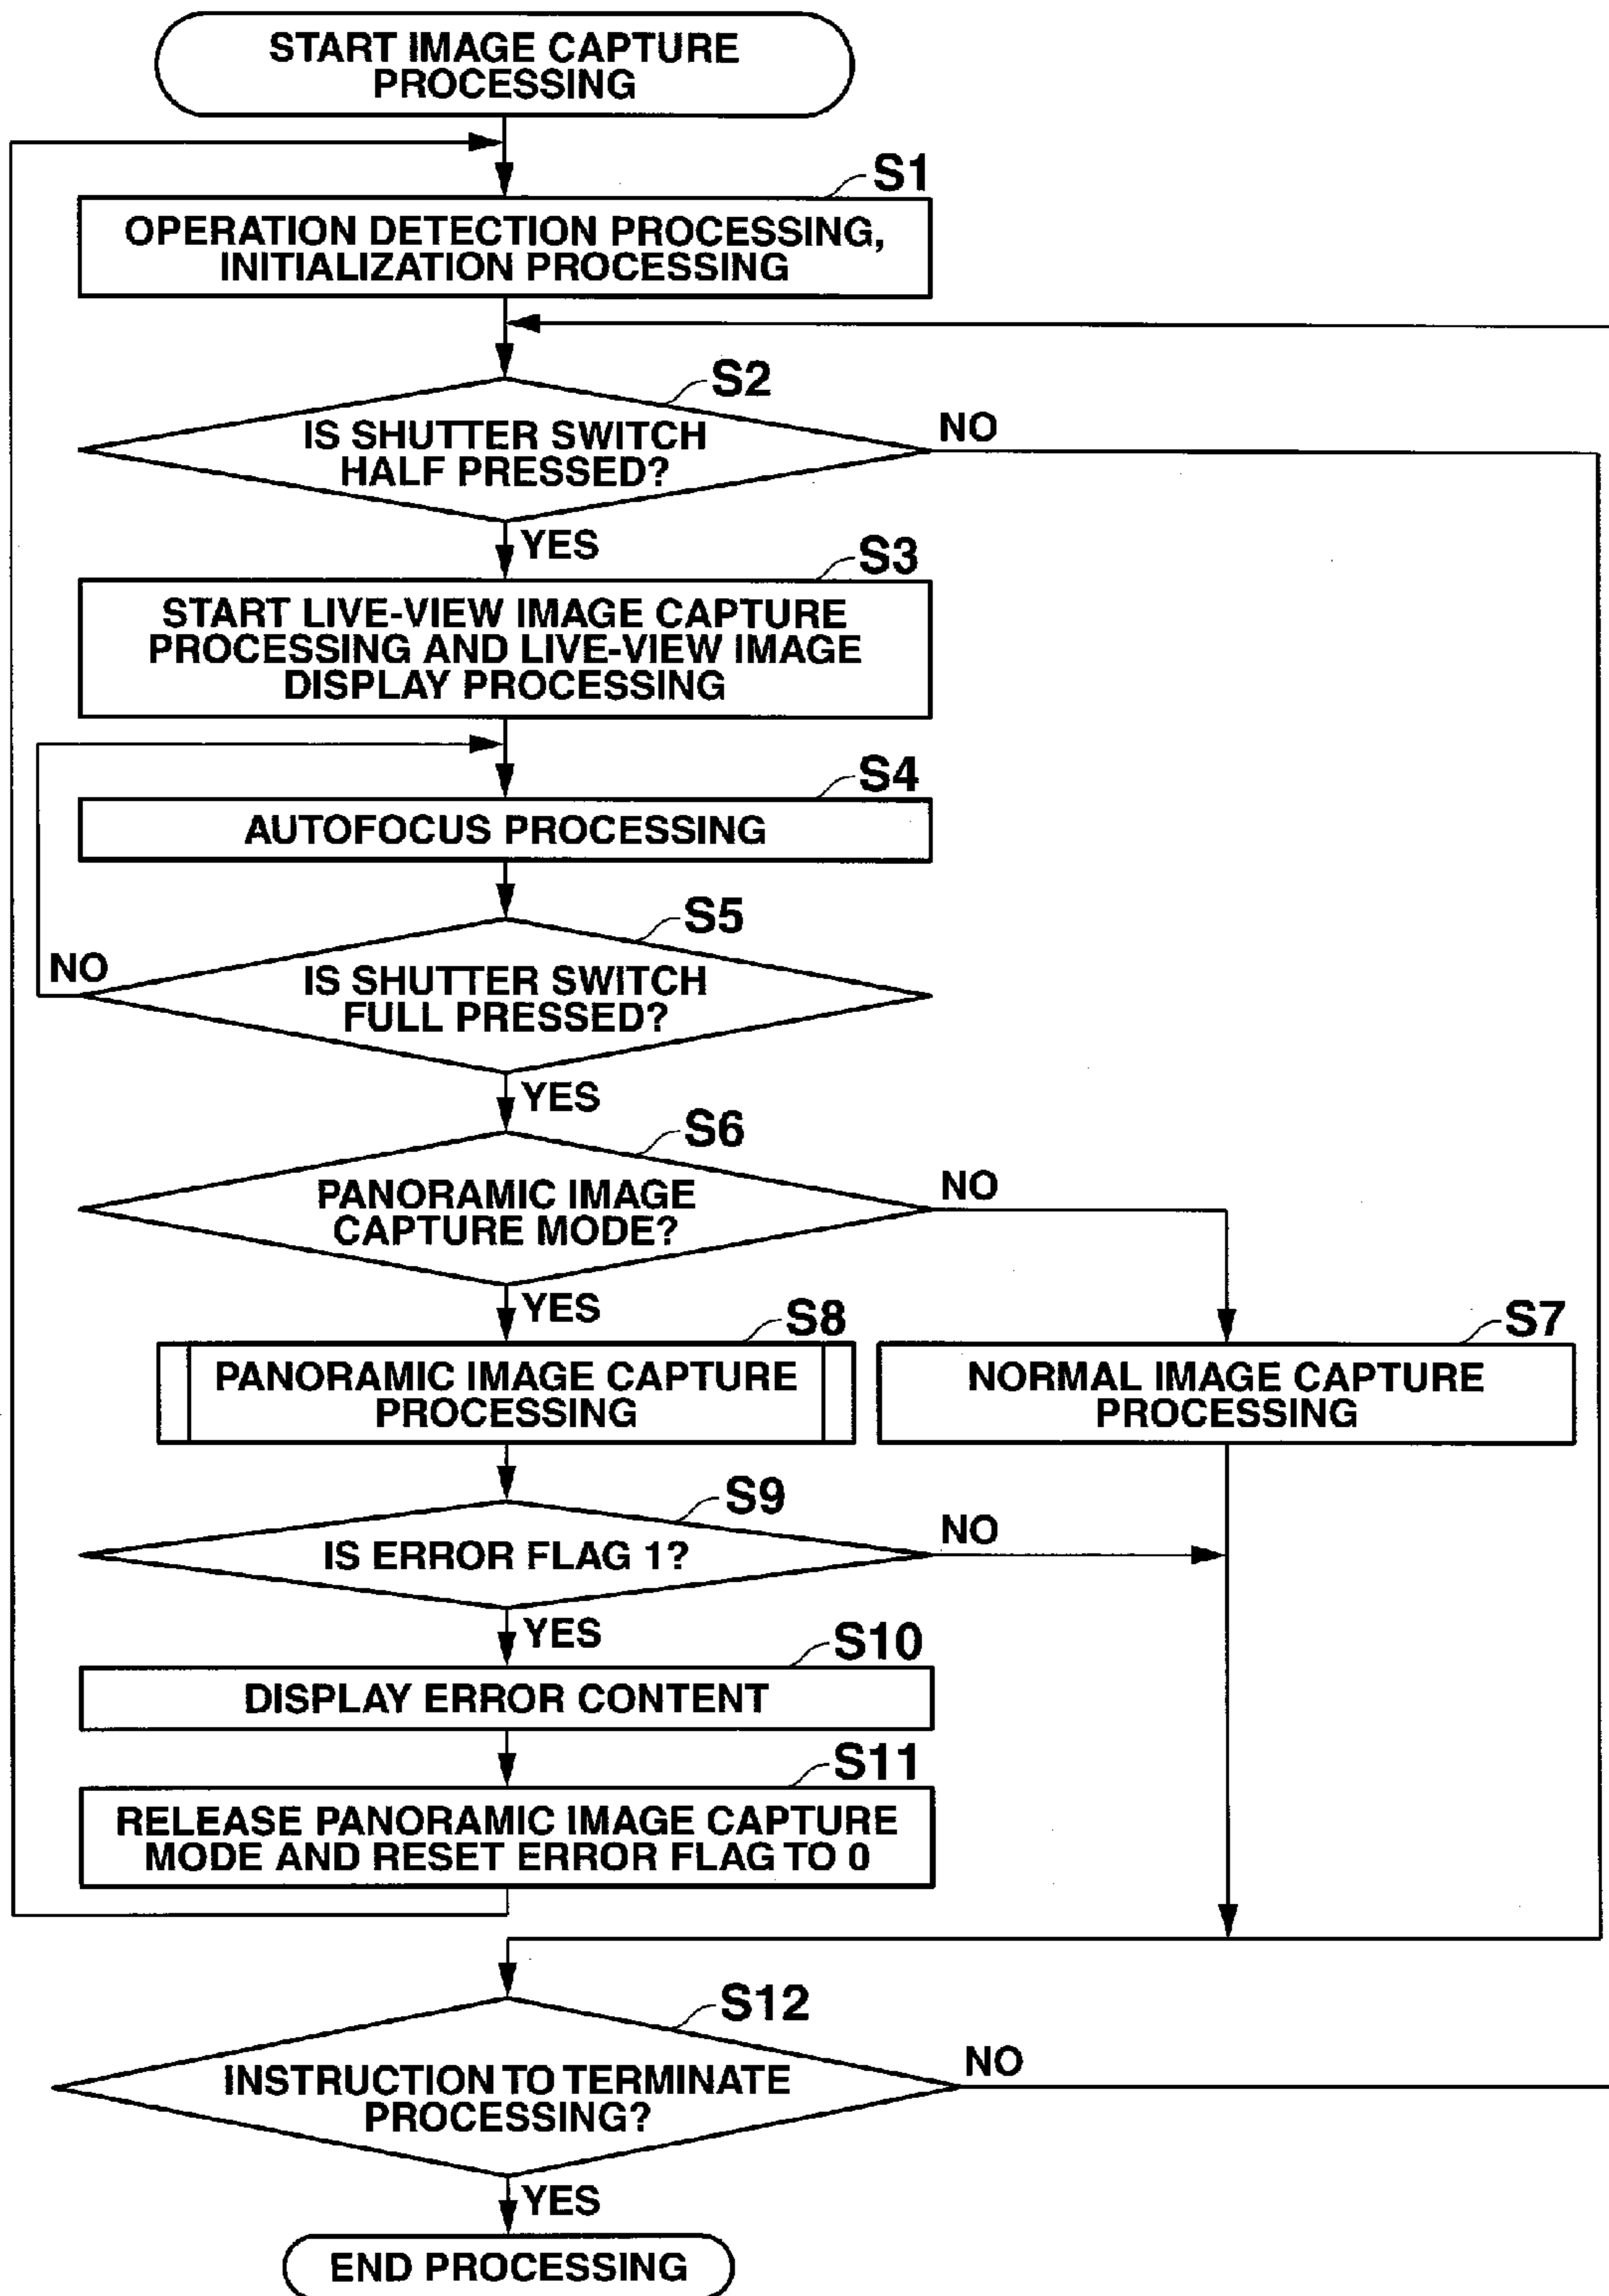 START IMAGE CAPTURE
PROCESSING
S1
OPERATION DETECTION PROCESSING,
INITIALIZATION PROCESSING
S2
IS SHUTTER SWITCH
HALF PRESSED?
NO
YES
S3
START LIVE-VIEW IMAGE CAPTURE
PROCESSING AND LIVE-VIEW IMAGE
DISPLAY PROCESSING
S4
AUTOFOCUS PROCESSING
S5
NO
IS SHUTTER SWITCH
FULL PRESSED?
YES
S6
PANORAMIC IMAGE
CAPTURE MODE?
NO
YES
S8
PANORAMIC IMAGE CAPTURE
PROCESSING
S7
NORMAL IMAGE CAPTURE
PROCESSING
S9
IS ERROR FLAG 1?
NO
YES
S10
DISPLAY ERROR CONTENT
S11
RELEASE PANORAMIC IMAGE CAPTURE
MODE AND RESET ERROR FLAG TO 0
S12
INSTRUCTION TO TERMINATE
PROCESSING?
NO
YES
END PROCESSING